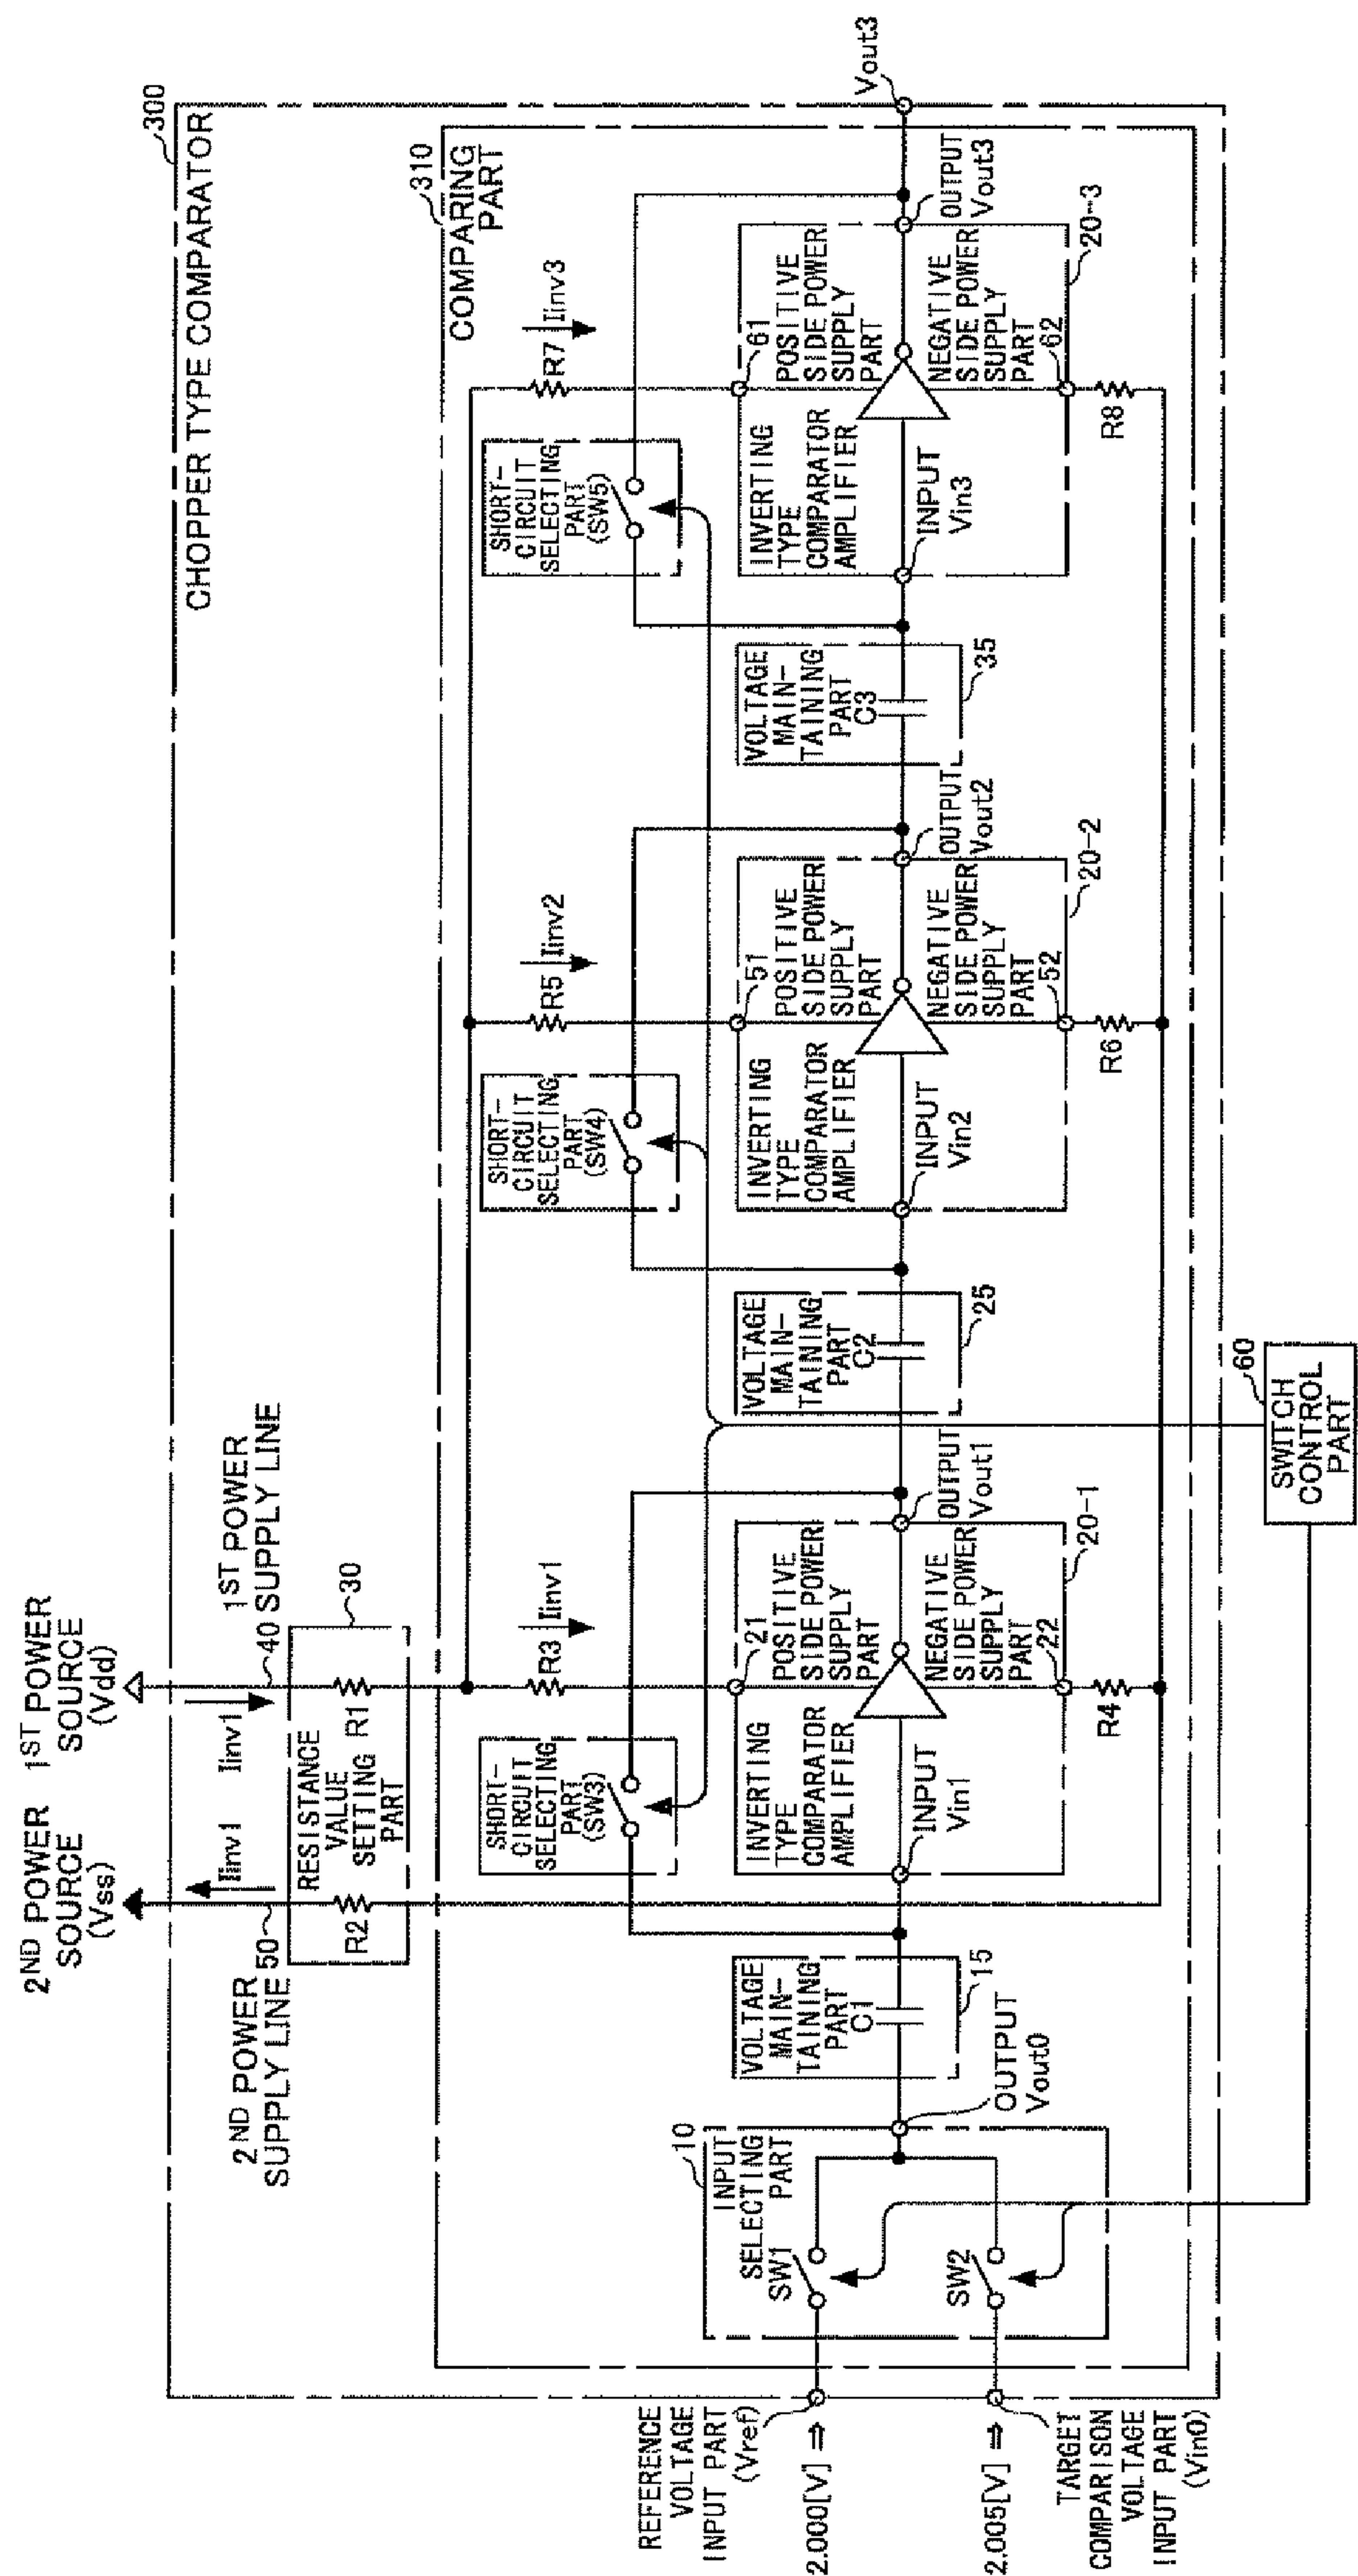 300
CHOPPER TYPE COMPARATOR
310
COMPARING
PART
2ND POWER
SOURCE
(Vss)
1ST POWER
SOURCE
(Vdd)
Iinv1
Iinv1
40
1ST POWER
SUPPLY LINE
50
2ND POWER
SUPPLY LINE
30
RESISTANCE
VALUE
SETTING
PART
R1
R2
R3
Iinv1
R5
Iinv2
R7
Iinv3
SHORT-
CIRCUIT
SELECTING
PART
(SW3)
SHORT-
CIRCUIT
SELECTING
PART
(SW4)
SHORT-
CIRCUIT
SELECTING
PART
(SW5)
REFERENCE
VOLTAGE
INPUT PART
(Vref)
2.000[V] ⇒
2.005[V] ⇒
TARGET
COMPARISON
VOLTAGE
INPUT PART
(Vin0)
10
INPUT
SELECTING
PART
SW1
SW2
OUTPUT
Vout0
VOLTAGE
MAIN-
TAINING
PART
C1
15
INVERTING
TYPE
COMPARATOR
AMPLIFIER
INPUT
Vin1
21
POSITIVE
SIDE POWER
SUPPLY
PART
NEGATIVE
SIDE POWER
SUPPLY
PART
22
R4
20-1
OUTPUT
Vout1
VOLTAGE
MAIN-
TAINING
PART
C2
25
INVERTING
TYPE
COMPARATOR
AMPLIFIER
INPUT
Vin2
51
POSITIVE
SIDE POWER
SUPPLY
PART
NEGATIVE
SIDE POWER
SUPPLY
PART
52
R6
20-2
OUTPUT
Vout2
VOLTAGE
MAIN-
TAINING
PART
C3
35
INVERTING
TYPE
COMPARATOR
AMPLIFIER
INPUT
Vin3
61
POSITIVE
SIDE POWER
SUPPLY
PART
NEGATIVE
SIDE POWER
SUPPLY
PART
62
R8
20-3
OUTPUT
Vout3
Vout3
60
SWITCH
CONTROL
PART